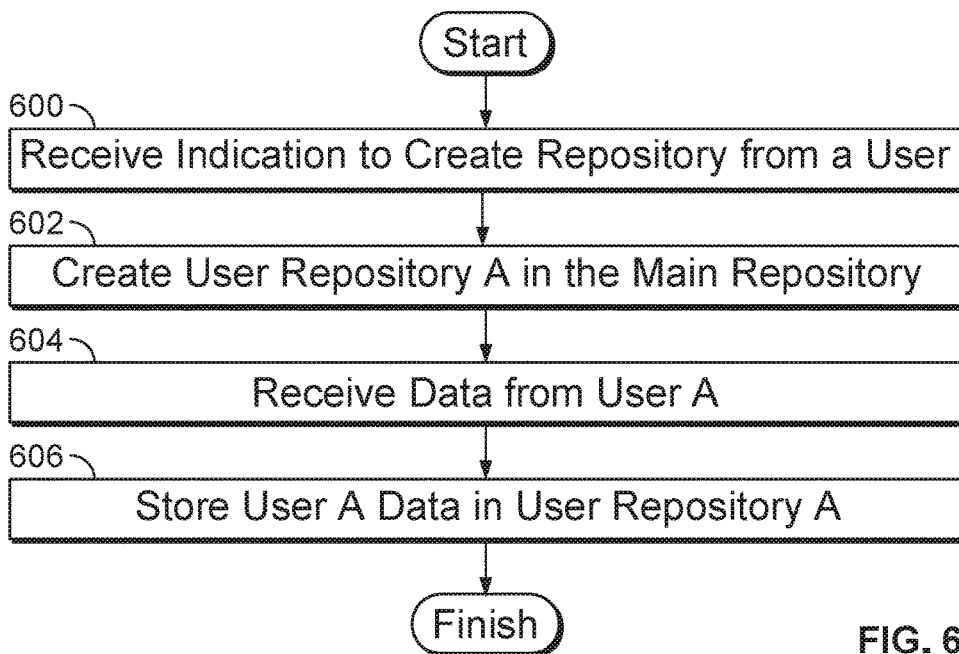 Start
600
Receive Indication to Create Repository from a User
602
Create User Repository A in the Main Repository
604
Receive Data from User A
606
Store User A Data in User Repository A
Finish
FIG. 6